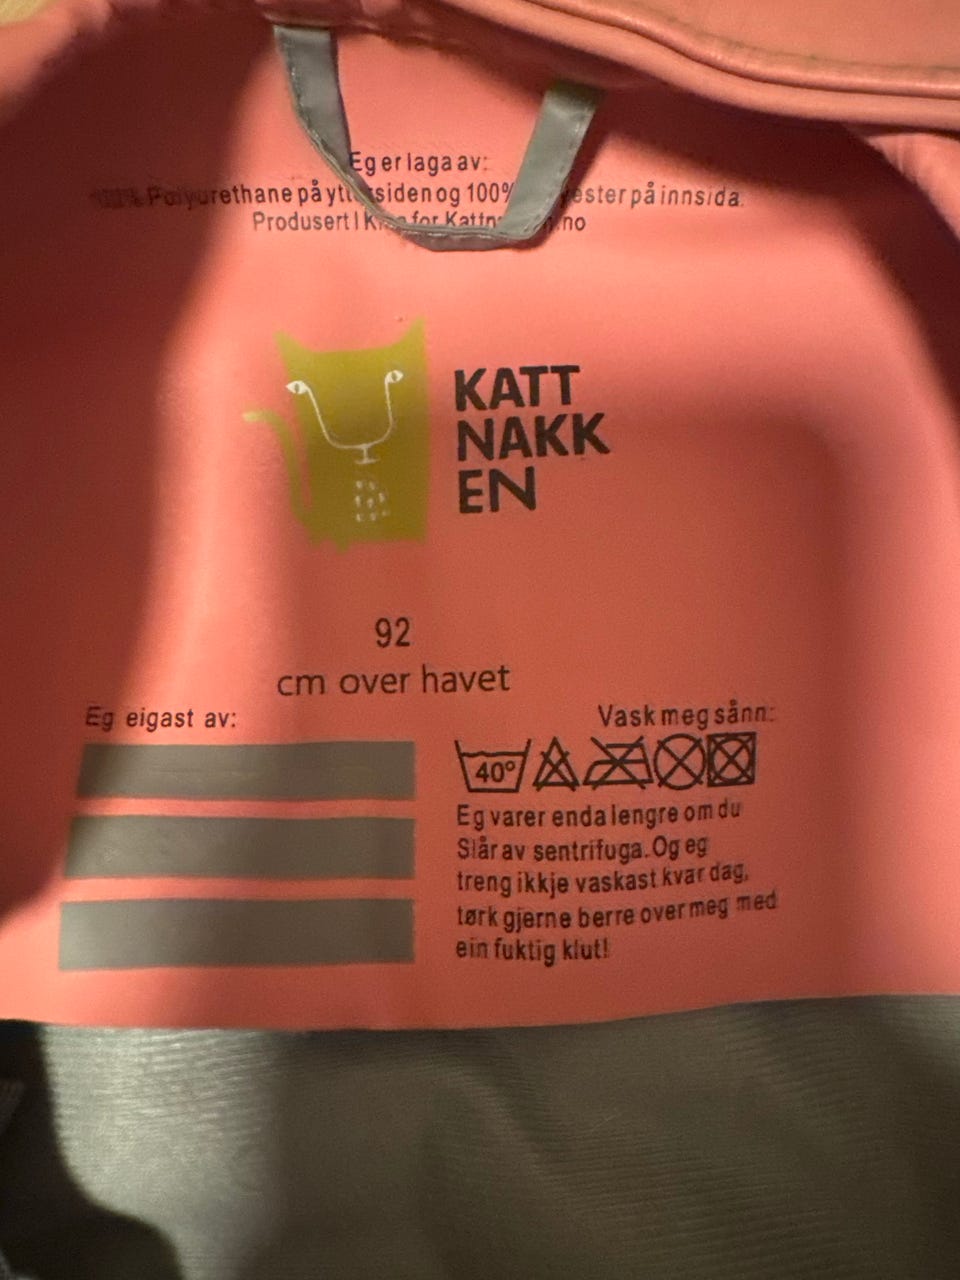 Eg er laga av:
Polyurethane på og 100% på innsida.
Produsert I for
KATT
NAKK
EN
92
cm over havet
Eg eigast av:
Vask meg sånn:
40°
Eg varer enda lengre om du
Slår av sentrifuga. Og eg
treng ikkje vaskast kvar dag,
tørk gjerne berre over meg med
ein fuktig klut!